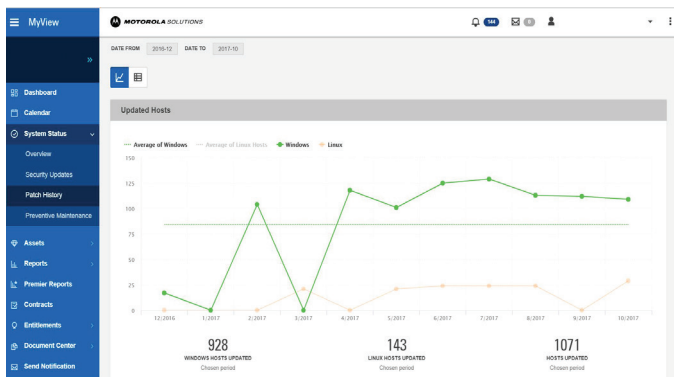 MyView
MOTOROLA SOLUTIONS
144
0
DATE FROM 2016-12 DATE TO 2017-10
Dashboard
Calendar
System Status
Overview
Security Updates
Patch History
Preventive Maintenance
Assets
Reports
Premier Reports
Contracts
Entitlements
Document Center
Send Notification
Updated Hosts
Average of Windows Average of Linux Hosts Windows Linux
150
125
100
75
50
25
0
12/2016 1/2017 2/2017 3/2017 4/2017 5/2017 6/2017 7/2017 8/2017 9/2017 10/2017
928 143 1071
WINDOWS HOSTS UPDATED LINUX HOSTS UPDATED HOSTS UPDATED
Chosen period Chosen period Chosen period